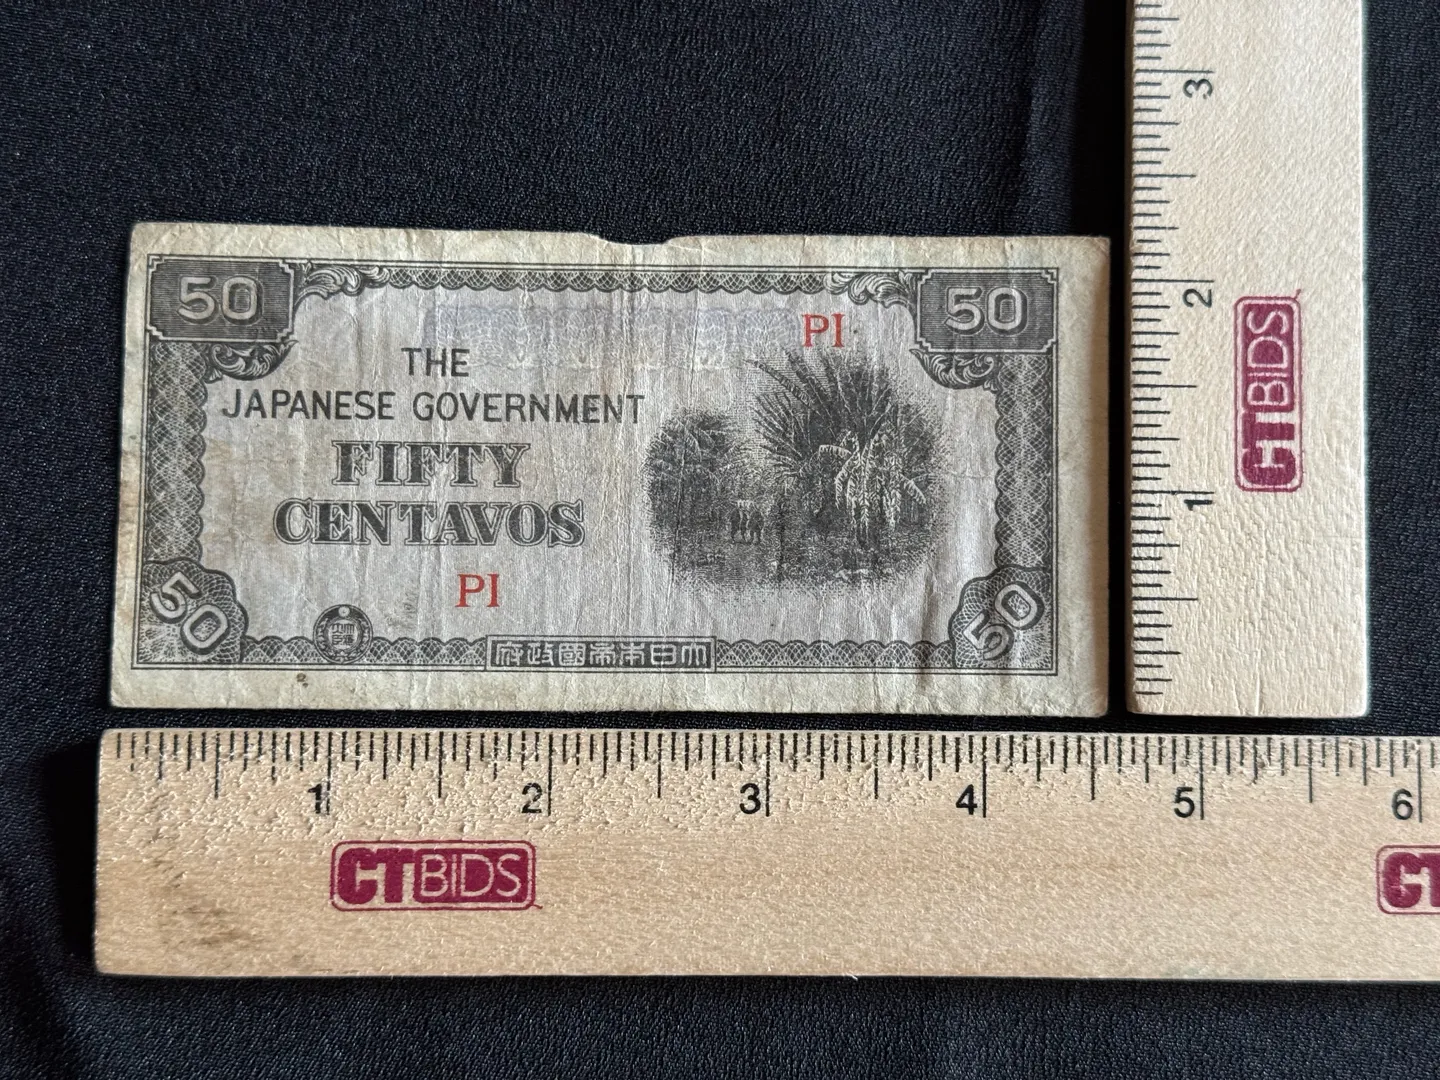 50
50
PI
THE
JAPANESE GOVERNMENT
FIFTY
CENTAVOS
PI
50
50
府政國帝本日大
3
2
1
CTBIDS
1
2
3
4
5
6
CTBIDS
CT